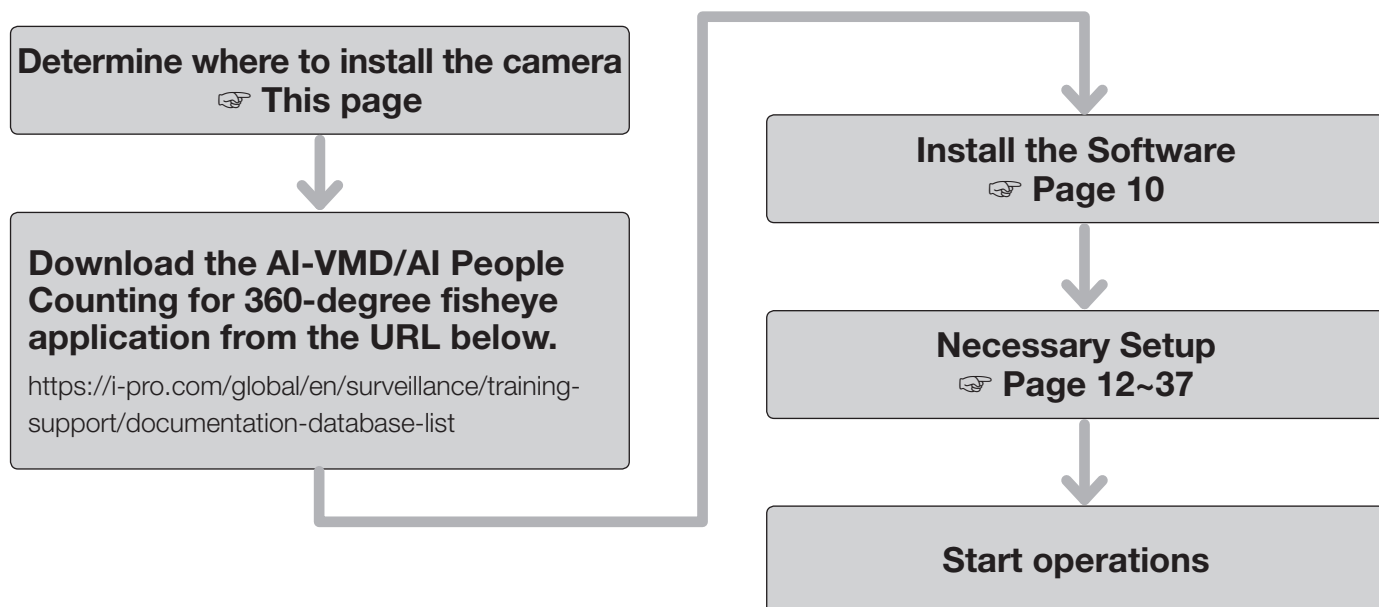 Determine where to install the camera
☞ This page
Download the AI-VMD/AI People
Counting for 360-degree fisheye
application from the URL below.
https://i-pro.com/global/en/surveillance/training-
support/documentation-database-list
Install the Software
☞ Page 10
Necessary Setup
☞ Page 12~37
Start operations